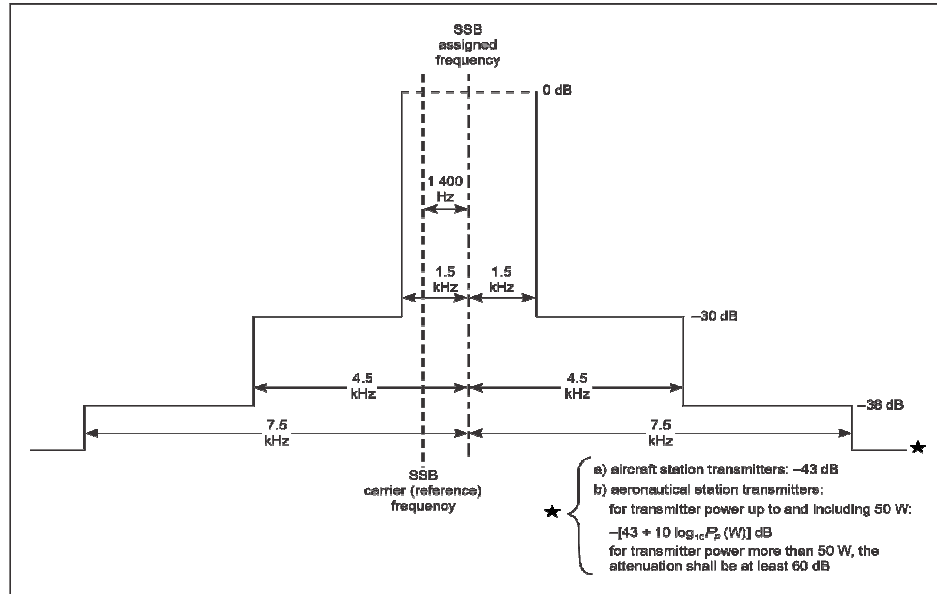 SSB
assigned
frequency
0 dB
1 400
Hz
1.5
kHz
1.5
kHz
–30 dB
4.5
kHz
4.5
kHz
–38 dB
7.5
kHz
7.5
kHz
★
SSB
carrier (reference)
frequency
★
a) aircraft station transmitters: –43 dB
b) aeronautical station transmitters:
for transmitter power up to and including 50 W:
–[43 + 10 log₁₀Pₚ (W)] dB
for transmitter power more than 50 W, the
attenuation shall be at least 60 dB